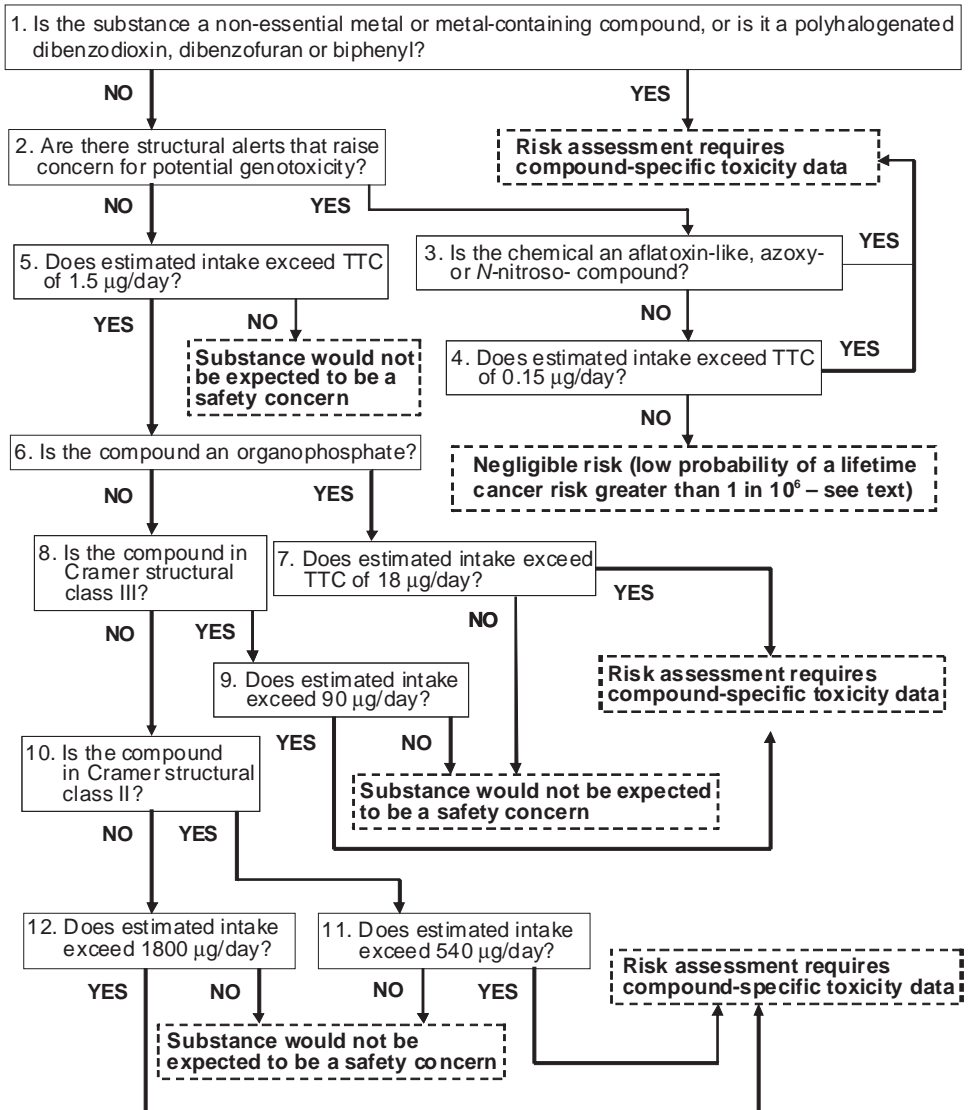 1. Is the substance a non-essential metal or metal-containing compound, or is it a polyhalogenated
dibenzodioxin, dibenzofuran or biphenyl?
NO
YES
2. Are there structural alerts that raise
concern for potential genotoxicity?
Risk assessment requires
compound-specific toxicity data
NO
YES
3. Is the chemical an aflatoxin-like, azoxy-
or N-nitroso- compound?
YES
5. Does estimated intake exceed TTC
of 1.5 µg/day?
NO
YES
NO
4. Does estimated intake exceed TTC
of 0.15 µg/day?
YES
Substance would not
be expected to be a
safety concern
NO
6. Is the compound an organophosphate?
Negligible risk (low probability of a lifetime
cancer risk greater than 1 in 10⁶ – see text)
NO
YES
8. Is the compound in
Cramer structural
class III?
7. Does estimated intake exceed
TTC of 18 µg/day?
YES
NO
NO
YES
9. Does estimated intake
exceed 90 µg/day?
Risk assessment requires
compound-specific toxicity data
YES
NO
10. Is the compound
in Cramer structural
class II?
Substance would not be expected
to be a safety concern
NO
YES
12. Does estimated intake
exceed 1800 µg/day?
11. Does estimated intake
exceed 540 µg/day?
Risk assessment requires
compound-specific toxicity data
YES
NO
NO
YES
Substance would not be
expected to be a safety concern